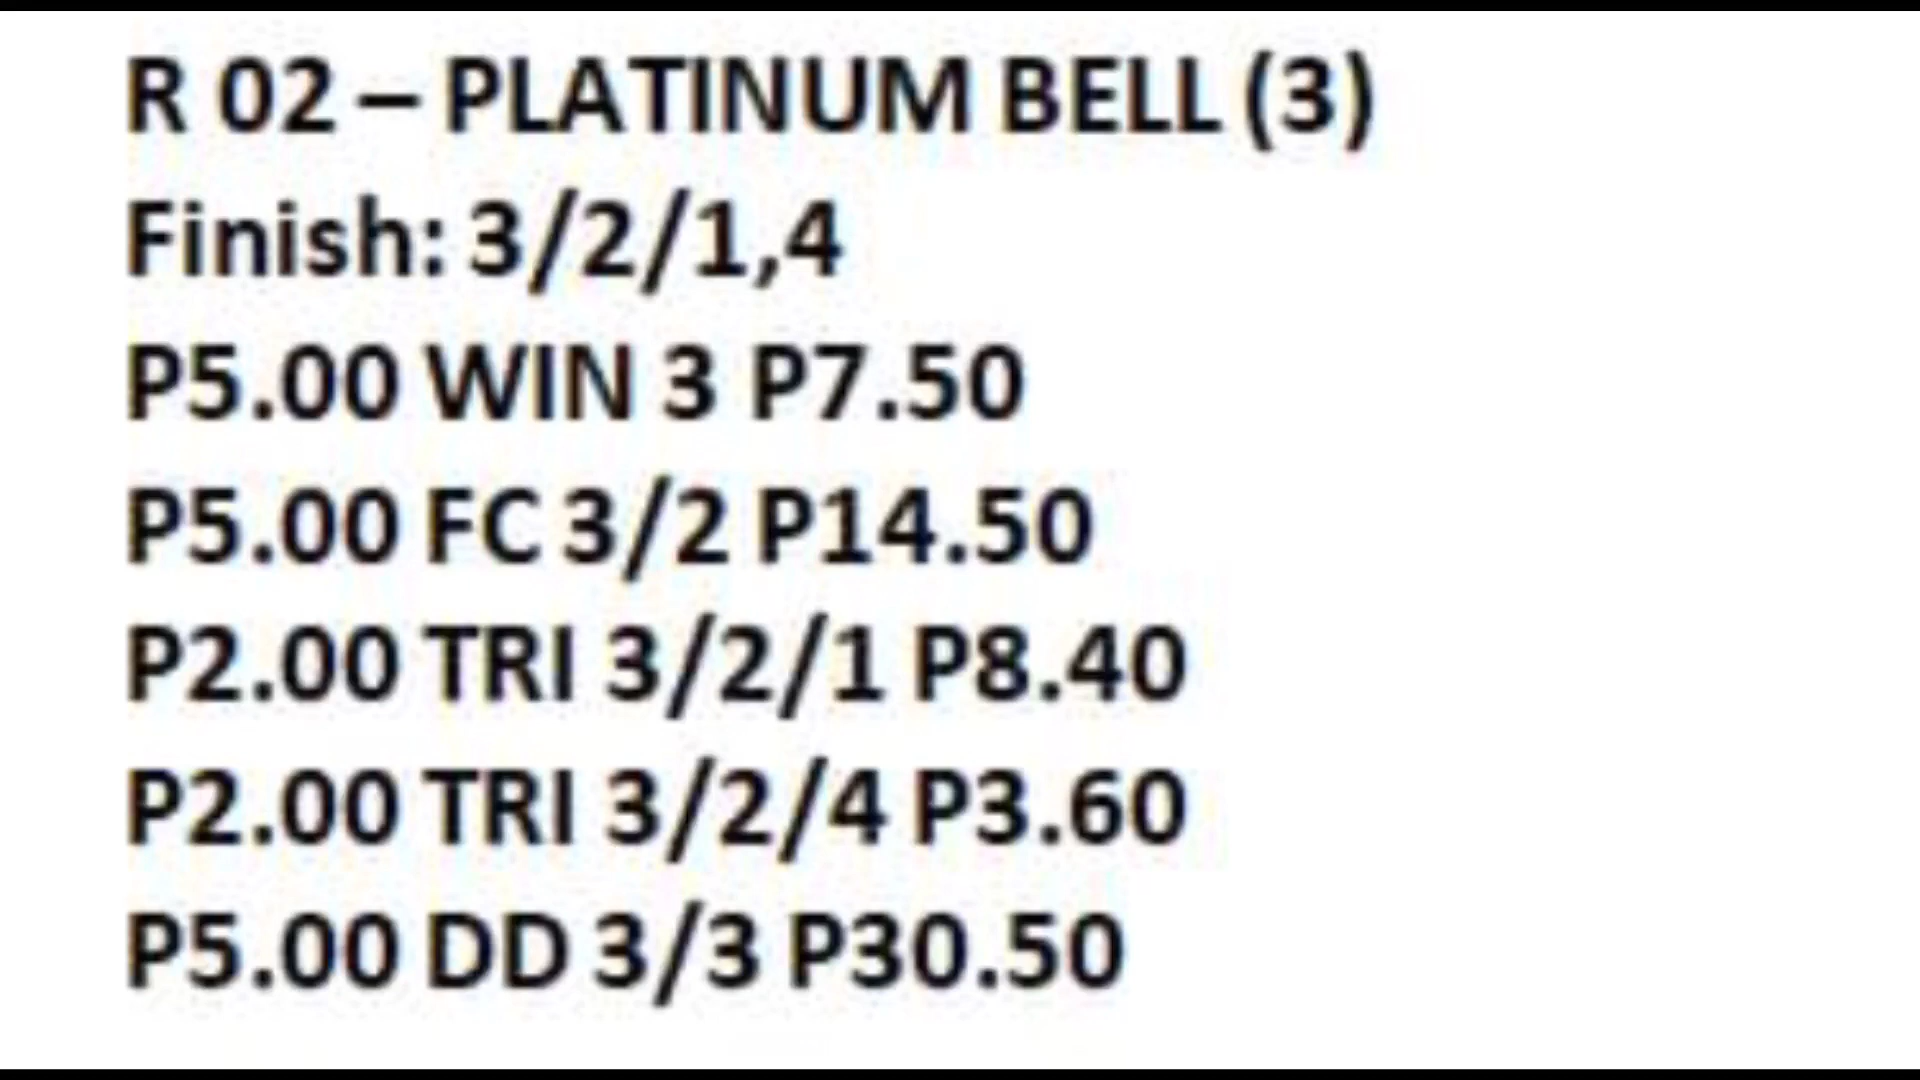 R 02 – PLATINUM BELL (3)
Finish: 3/2/1,4
P5.00 WIN 3 P7.50
P5.00 FC 3/2 P14.50
P2.00 TRI 3/2/1 P8.40
P2.00 TRI 3/2/4 P3.60
P5.00 DD 3/3 P30.50